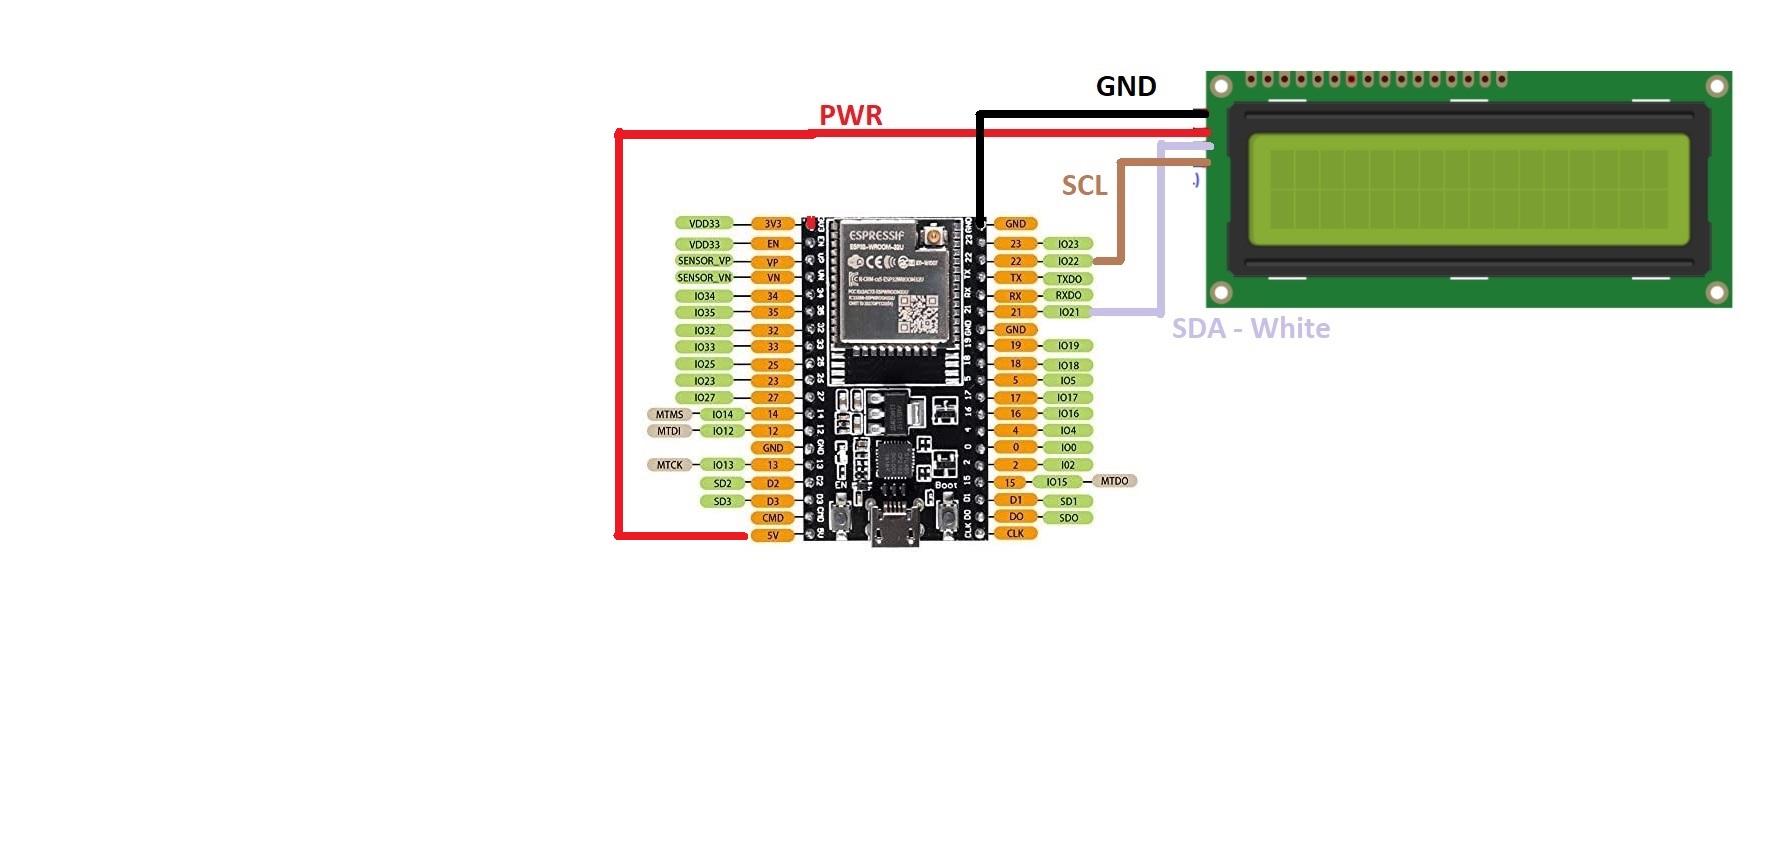 GND
PWR
SCL
.)
SDA - White
VDD33 3V3
VDD33 EN
SENSOR_VP VP
SENSOR_VN VN
IO34 34
IO35 35
IO32 32
IO33 33
IO25 25
IO23 23
IO27 27
MTMS IO14 14
MTDI IO12 12
GND
MTCK IO13 13
SD2 D2
SD3 D3
CMD
5V
ESPRESSIF
ESP32-WROOM-32U
EN
Boot
GND
23 IO23
22 IO22
TX TXDO
RX RXDO
21 IO21
GND
19 IO19
18 IO18
5 IO5
17 IO17
16 IO16
4 IO4
0 IO0
2 I02
15 IO15 MTDO
D1 SD1
DO SDO
CLK